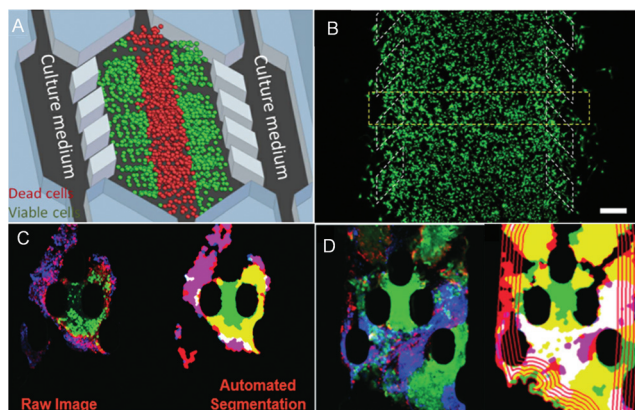 A
Culture medium
Culture medium
Dead cells
Viable cells
B
C
Raw Image
Automated
Segmentation
D